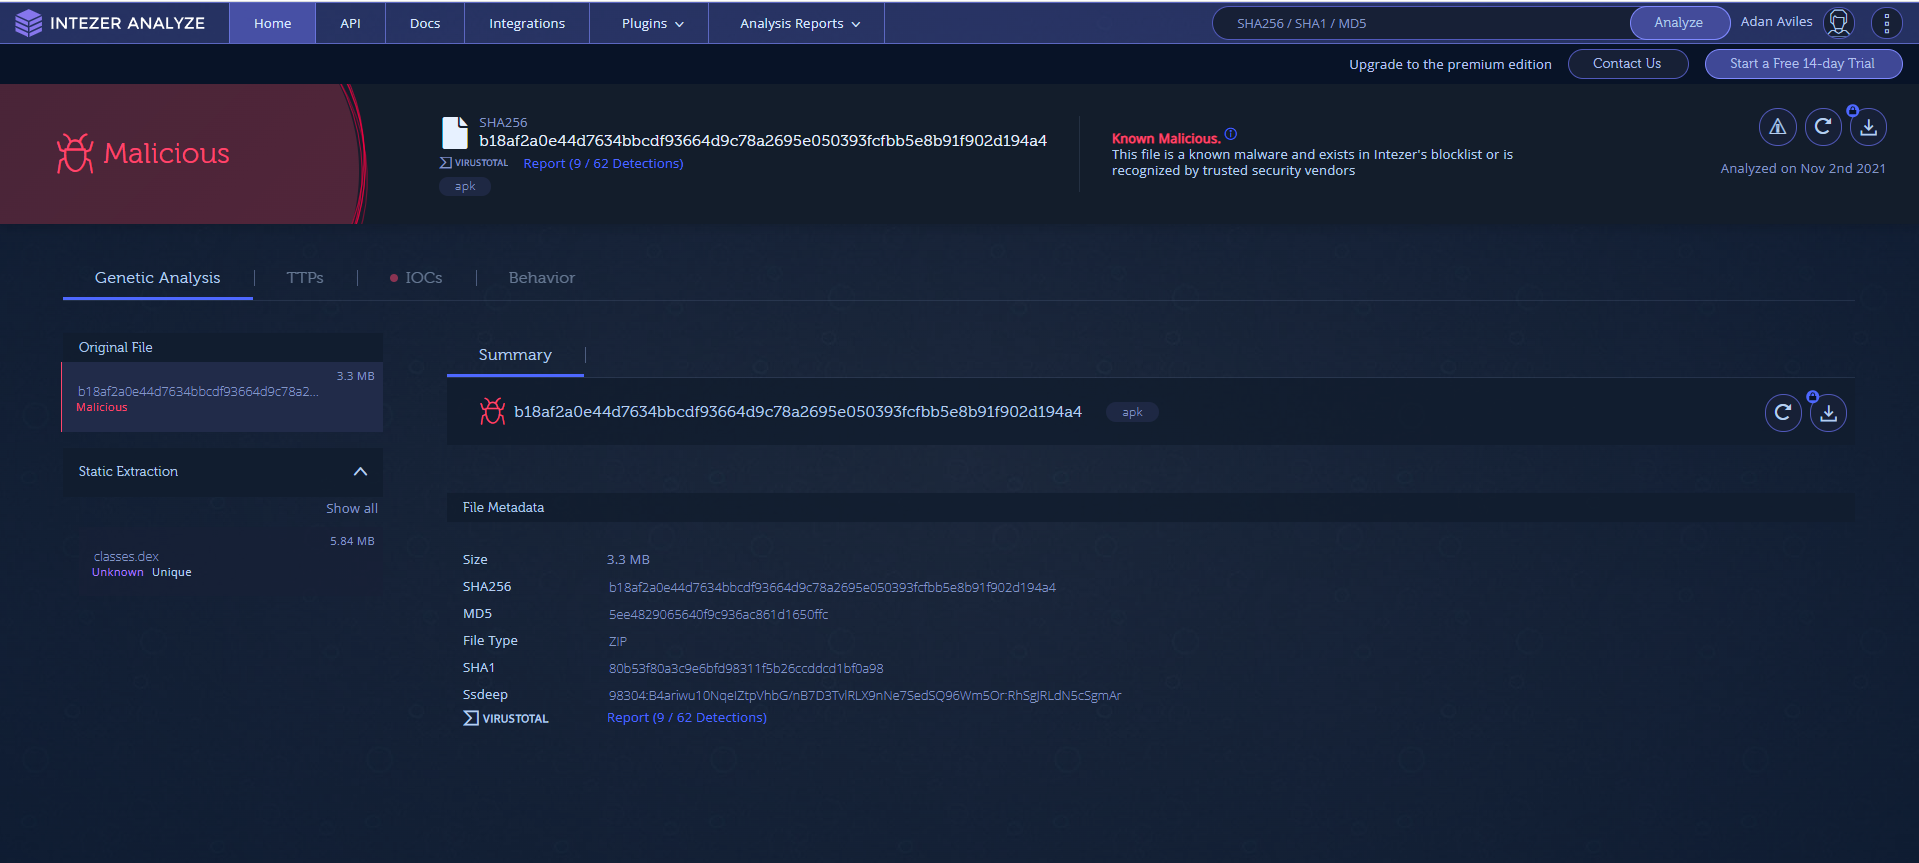 INTEZER ANALYZE
Home
API
Docs
Integrations
Plugins
Analysis Reports
SHA256 / SHA1 / MD5
Analyze
Adan Aviles
Upgrade to the premium edition
Contact Us
Start a Free 14-day Trial
Malicious
SHA256
b18af2a0e44d7634bbcdf93664d9c78a2695e050393fcfbb5e8b91f902d194a4
VIRUSTOTAL Report (9 / 62 Detections)
apk
Known Malicious.
This file is a known malware and exists in Intezer's blocklist or is
recognized by trusted security vendors
Analyzed on Nov 2nd 2021
Genetic Analysis
TTPs
IOCs
Behavior
Original File
3.3 MB
b18af2a0e44d7634bbcdf93664d9c78a2...
Malicious
Static Extraction
Show all
5.84 MB
classes.dex
Unknown Unique
Summary
b18af2a0e44d7634bbcdf93664d9c78a2695e050393fcfbb5e8b91f902d194a4 apk
File Metadata
Size 3.3 MB
SHA256 b18af2a0e44d7634bbcdf93664d9c78a2695e050393fcfbb5e8b91f902d194a4
MD5 5ee4829065640f9c936ac861d1650ffc
File Type ZIP
SHA1 80b53f80a3c9e6bfd98311f5b26ccddcd1bf0a98
Ssdeep
VIRUSTOTAL Report (9 / 62 Detections)